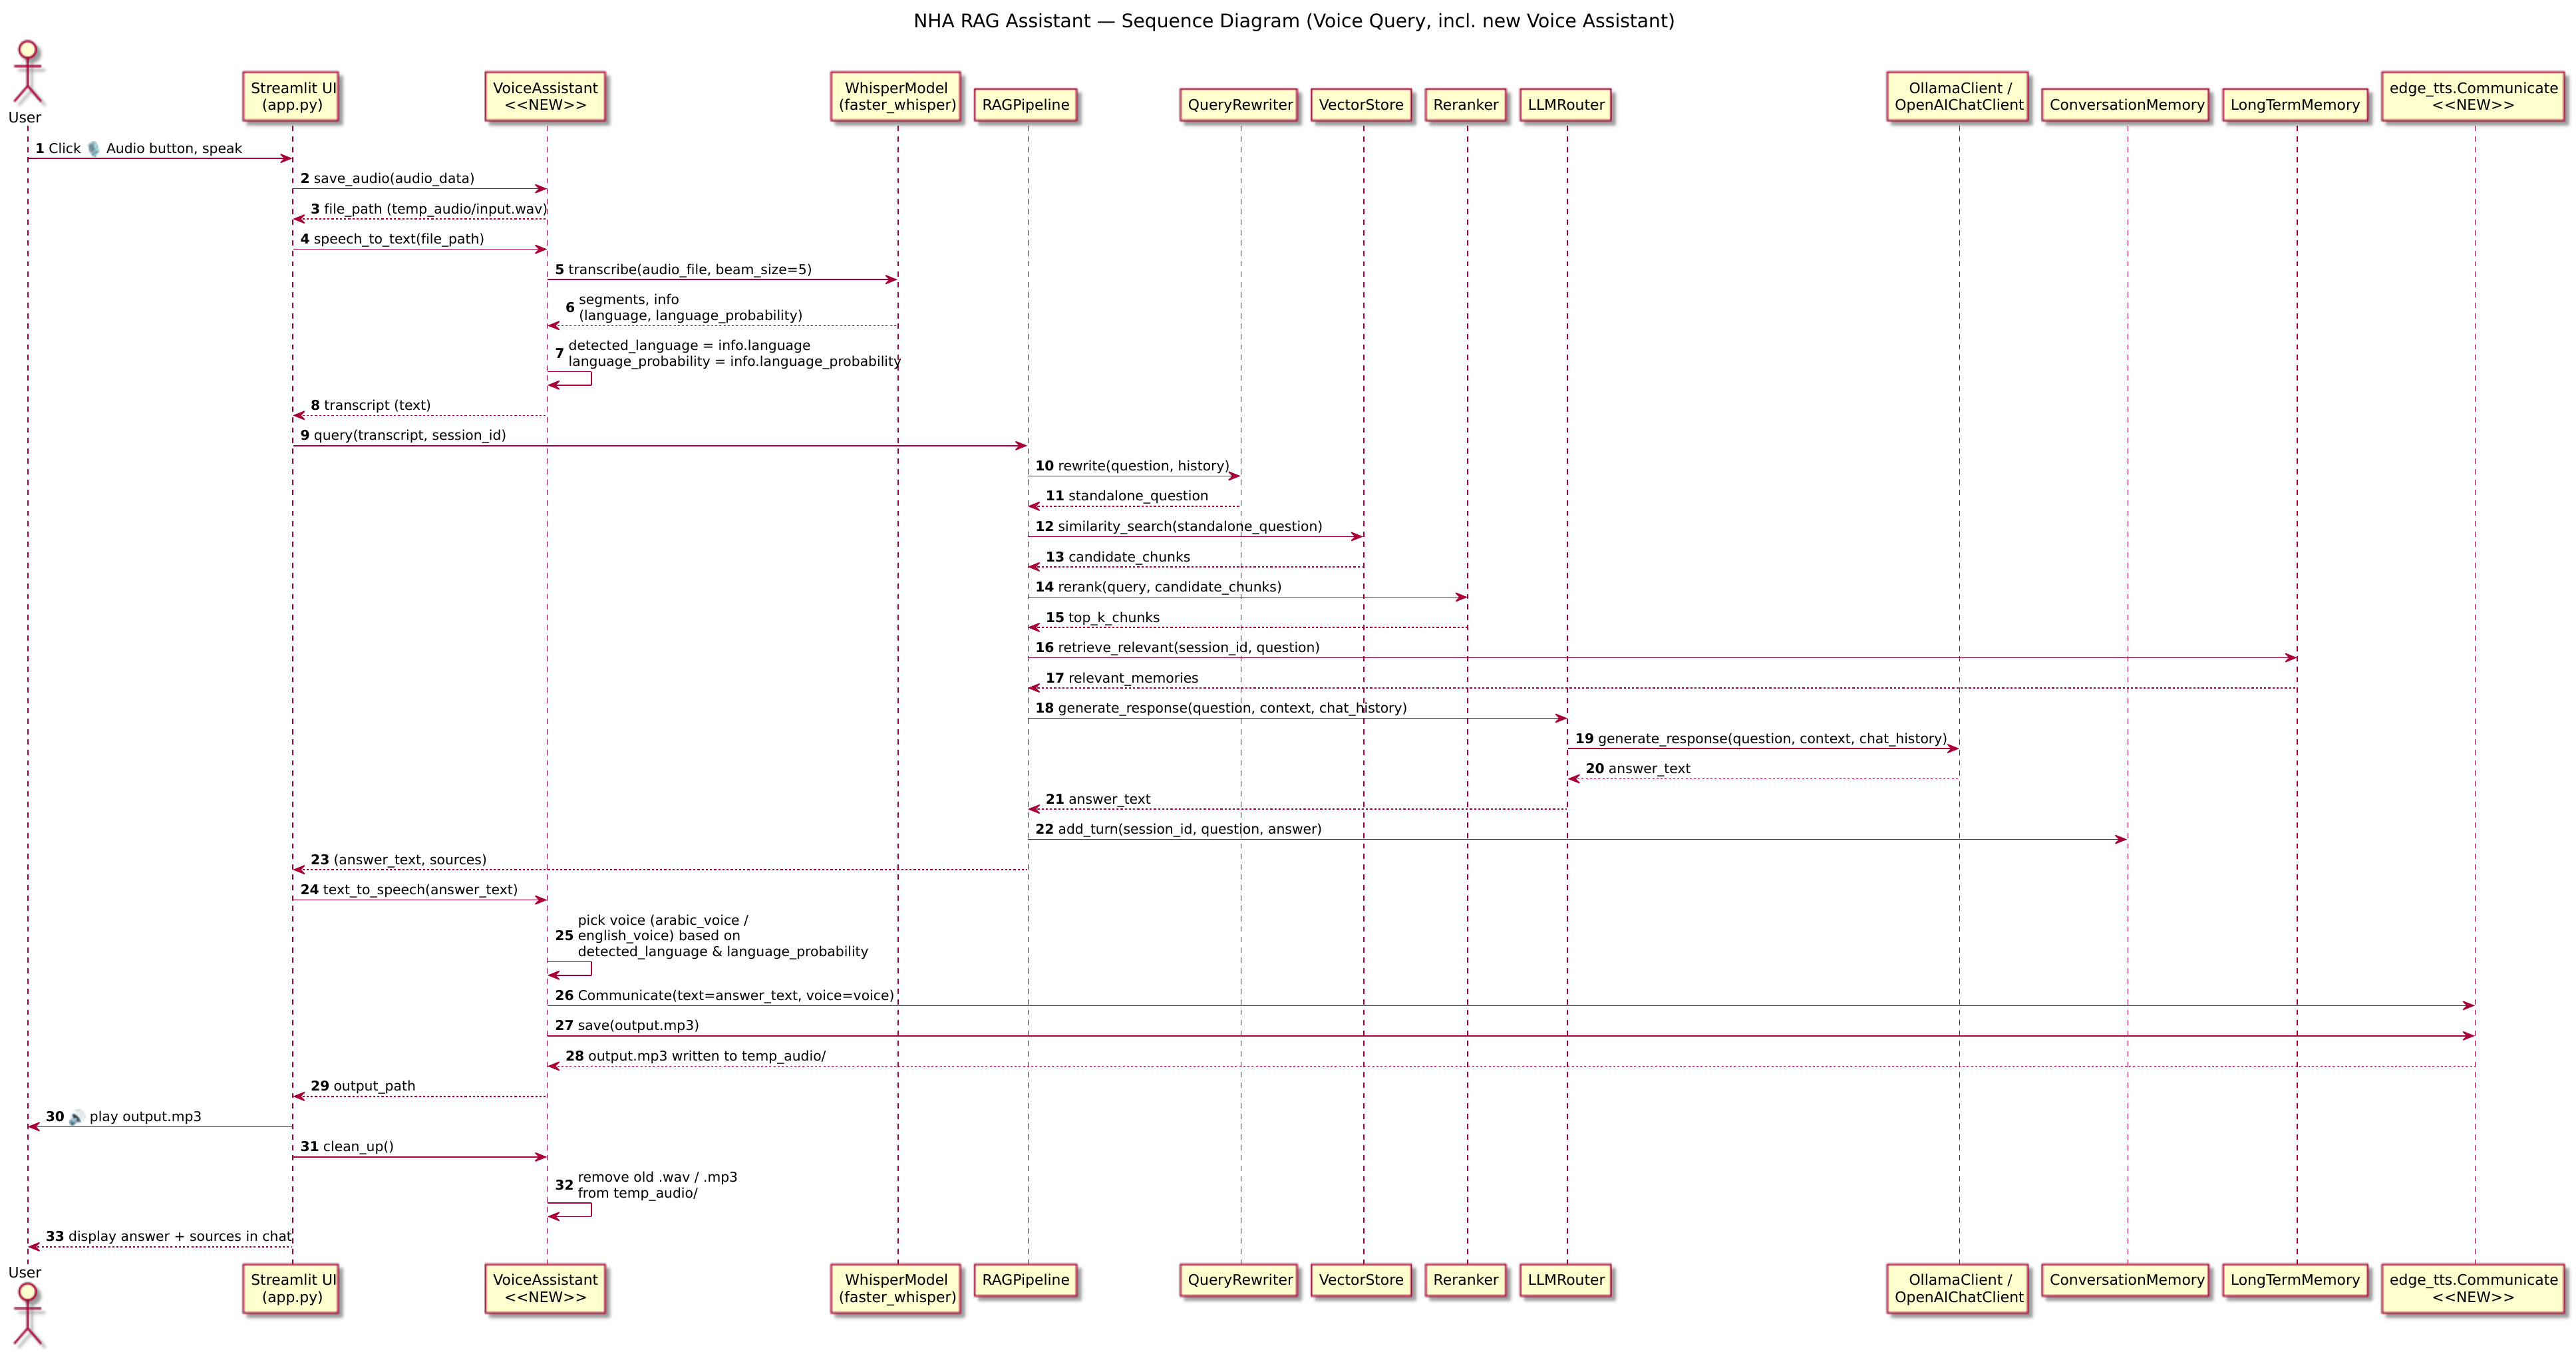 NHA RAG Assistant — Sequence Diagram (Voice Query, incl. new Voice Assistant)
User
Streamlit UI
(app.py)
VoiceAssistant
<<NEW>>
WhisperModel
(faster_whisper)
RAGPipeline
QueryRewriter
VectorStore
Reranker
LLMRouter
OllamaClient /
OpenAIChatClient
ConversationMemory
LongTermMemory
edge_tts.Communicate
<<NEW>>
1 Click 🎙 Audio button, speak
2 save_audio(audio_data)
3 file_path (temp_audio/input.wav)
4 speech_to_text(file_path)
5 transcribe(audio_file, beam_size=5)
6 segments, info
(language, language_probability)
7 detected_language = info.language
language_probability = info.language_probability
8 transcript (text)
9 query(transcript, session_id)
10 rewrite(question, history)
11 standalone_question
12 similarity_search(standalone_question)
13 candidate_chunks
14 rerank(query, candidate_chunks)
15 top_k_chunks
16 retrieve_relevant(session_id, question)
17 relevant_memories
18 generate_response(question, context, chat_history)
19 generate_response(question, context, chat_history)
20 answer_text
21 answer_text
22 add_turn(session_id, question, answer)
23 (answer_text, sources)
24 text_to_speech(answer_text)
25 pick voice (arabic_voice /
english_voice) based on
detected_language & language_probability
26 Communicate(text=answer_text, voice=voice)
27 save(output.mp3)
28 output.mp3 written to temp_audio/
29 output_path
30 🔊 play output.mp3
31 clean_up()
32 remove old .wav / .mp3
from temp_audio/
33 display answer + sources in chat
User
Streamlit UI
(app.py)
VoiceAssistant
<<NEW>>
WhisperModel
(faster_whisper)
RAGPipeline
QueryRewriter
VectorStore
Reranker
LLMRouter
OllamaClient /
OpenAIChatClient
ConversationMemory
LongTermMemory
edge_tts.Communicate
<<NEW>>